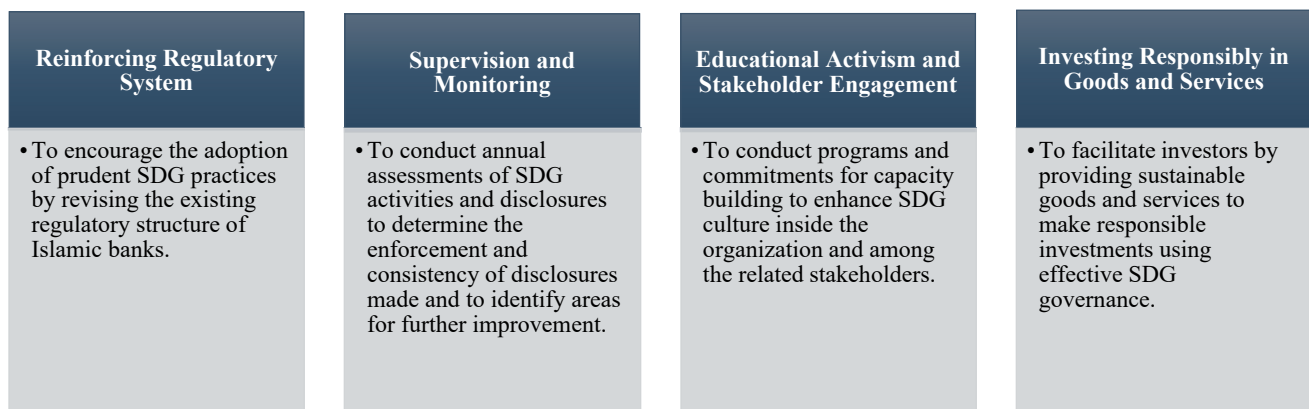 Reinforcing Regulatory
System
• To encourage the adoption
of prudent SDG practices
by revising the existing
regulatory structure of
Islamic banks.
Supervision and
Monitoring
• To conduct annual
assessments of SDG
activities and disclosures
to determine the
enforcement and
consistency of disclosures
made and to identify areas
for further improvement.
Educational Activism and
Stakeholder Engagement
• To conduct programs and
commitments for capacity
building to enhance SDG
culture inside the
organization and among
the related stakeholders.
Investing Responsibly in
Goods and Services
• To facilitate investors by
providing sustainable
goods and services to
make responsible
investments using
effective SDG
governance.